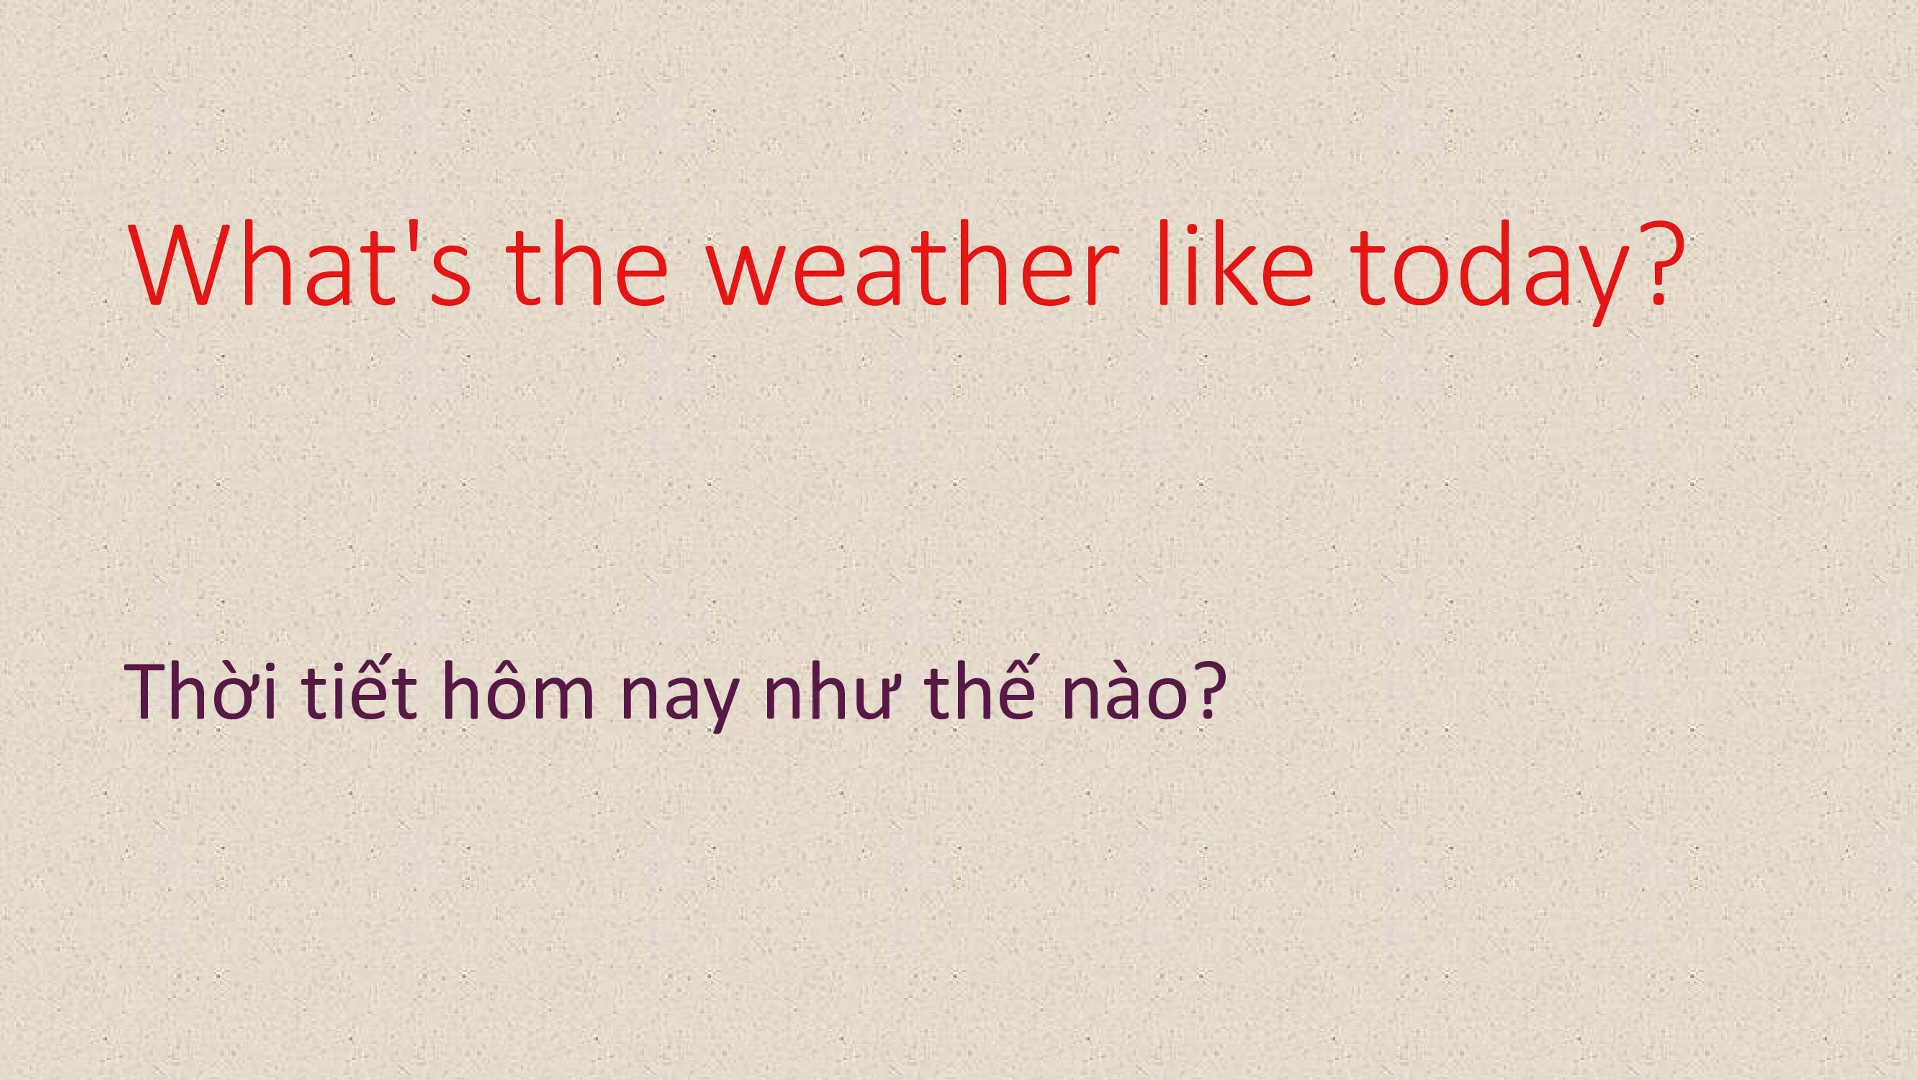 What's the weather like today?
Thời tiết hôm nay như thế nào?